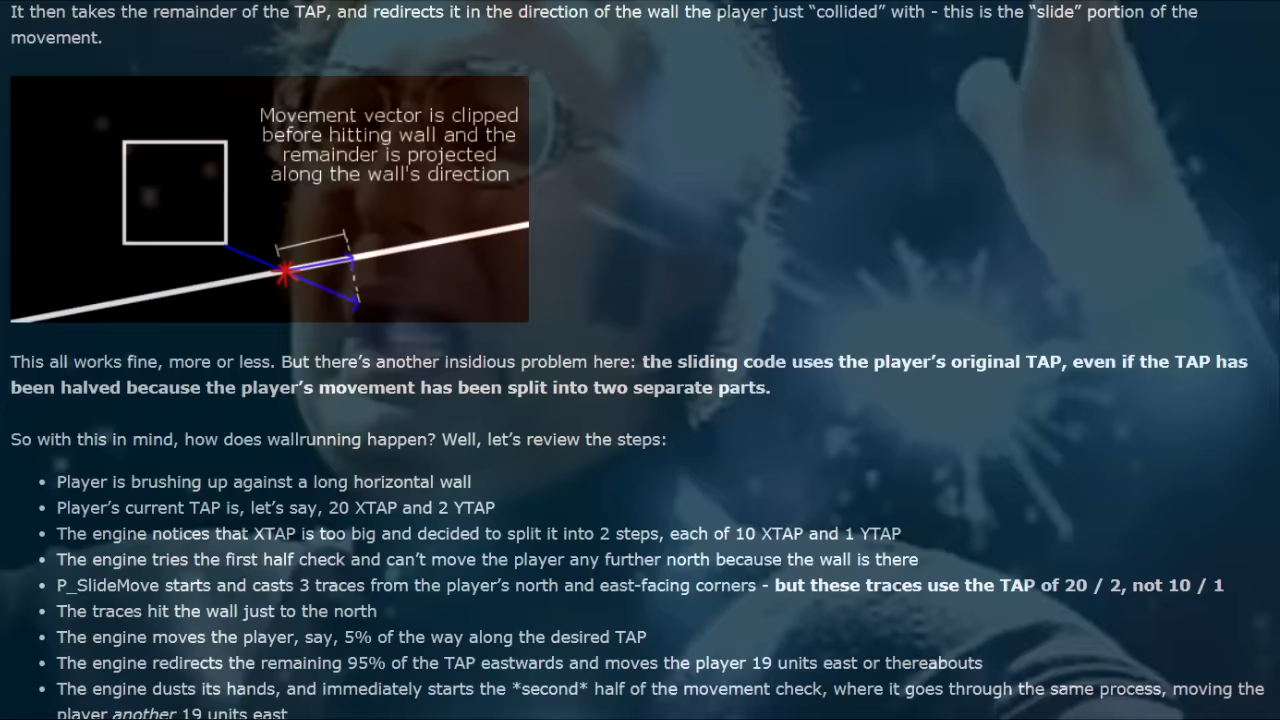 It then takes the remainder of the TAP, and redirects it in the direction of the wall the player just “collided” with - this is the “slide” portion of the
movement.
Movement vector is clipped
before hitting wall and the
remainder is projected
along the wall's direction
This all works fine, more or less. But there’s another insidious problem here: the sliding code uses the player’s original TAP, even if the TAP has
been halved because the player’s movement has been split into two separate parts.
So with this in mind, how does wallrunning happen? Well, let’s review the steps:
• Player is brushing up against a long horizontal wall
• Player’s current TAP is, let’s say, 20 XTAP and 2 YTAP
• The engine notices that XTAP is too big and decided to split it into 2 steps, each of 10 XTAP and 1 YTAP
• The engine tries the first half check and can’t move the player any further north because the wall is there
• P_SlideMove starts and casts 3 traces from the player’s north and east-facing corners - but these traces use the TAP of 20 / 2, not 10 / 1
• The traces hit the wall just to the north
• The engine moves the player, say, 5% of the way along the desired TAP
• The engine redirects the remaining 95% of the TAP eastwards and moves the player 19 units east or thereabouts
• The engine dusts its hands, and immediately starts the *second* half of the movement check, where it goes through the same process, moving the
player another 19 units east